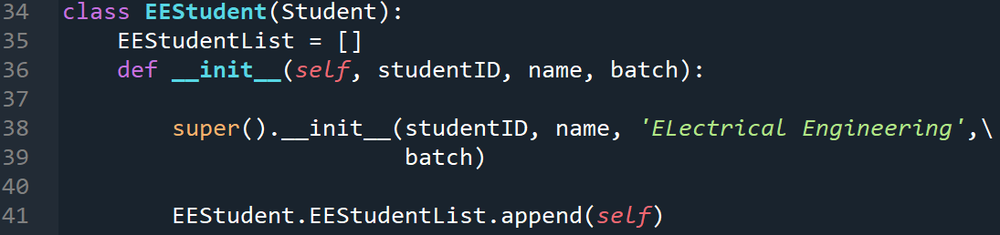 34 class EEStudent(Student):
35     EEStudentList = []
36     def __init__(self, studentID, name, batch):
37
38         super().__init__(studentID, name, 'ELectrical Engineering',\
39                          batch)
40
41         EEStudent.EEStudentList.append(self)